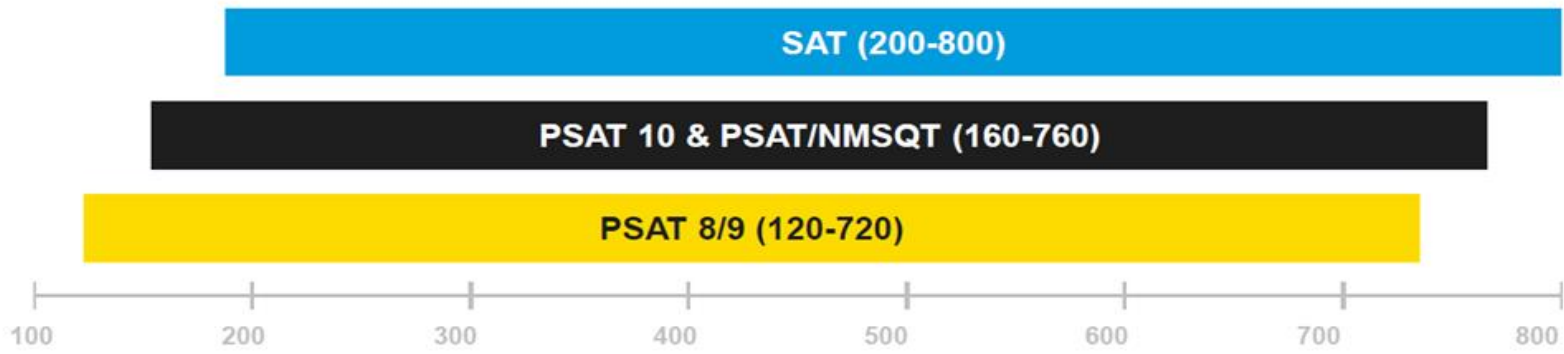 SAT (200-800)
PSAT 10 & PSAT/NMSQT (160-760)
PSAT 8/9 (120-720)
100 200 300 400 500 600 700 800